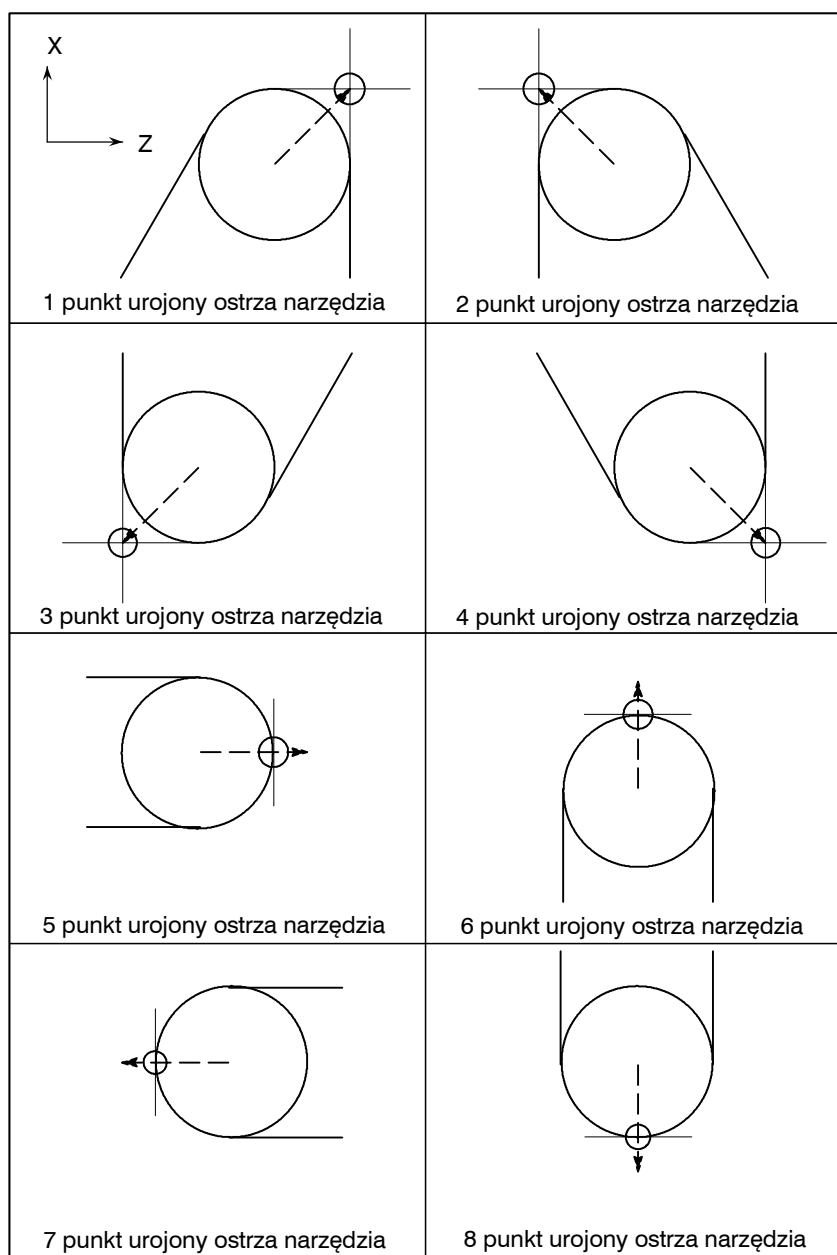 X
Z
1 punkt urojony ostrza narzędzia
2 punkt urojony ostrza narzędzia
3 punkt urojony ostrza narzędzia
4 punkt urojony ostrza narzędzia
5 punkt urojony ostrza narzędzia
6 punkt urojony ostrza narzędzia
7 punkt urojony ostrza narzędzia
8 punkt urojony ostrza narzędzia